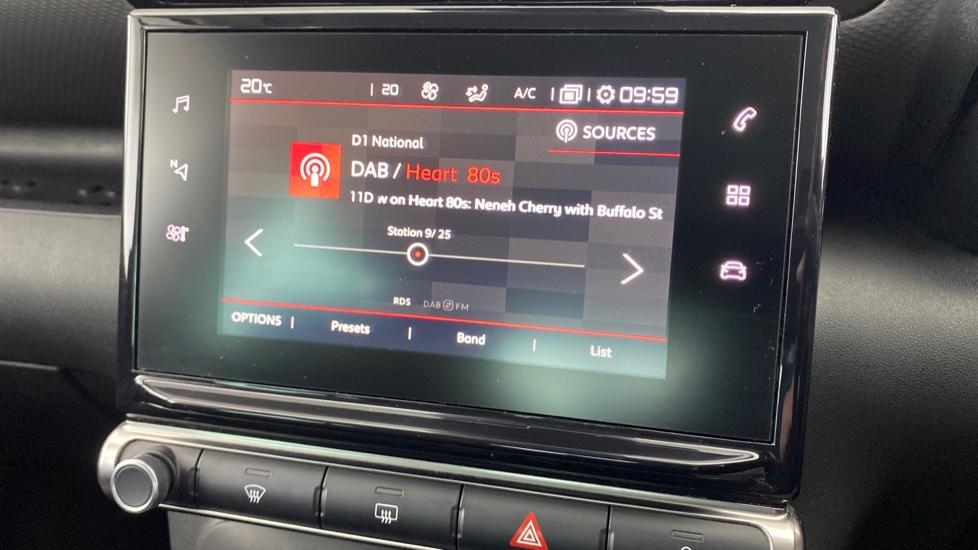 20°C | 20 A/C | | 09:59
SOURCES
D1 National
DAB / Heart 80s
11D w on Heart 80s: Neneh Cherry with Buffalo St
Station 9/ 25
RDS DAB FM
OPTIONS | Presets | Band | List
N